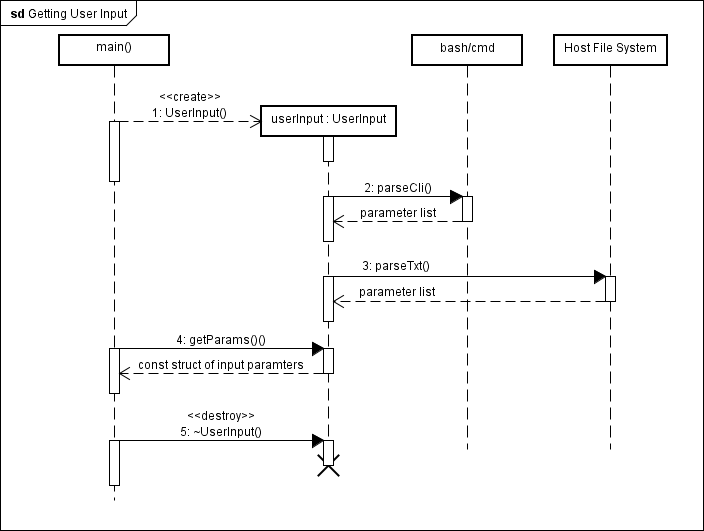 sd Getting User Input
main()
bash/cmd
Host File System
<<create>>
1: UserInput()
userInput : UserInput
2: parseCli()
parameter list
3: parseTxt()
parameter list
4: getParams()()
const struct of input paramters
<<destroy>>
5: ~UserInput()